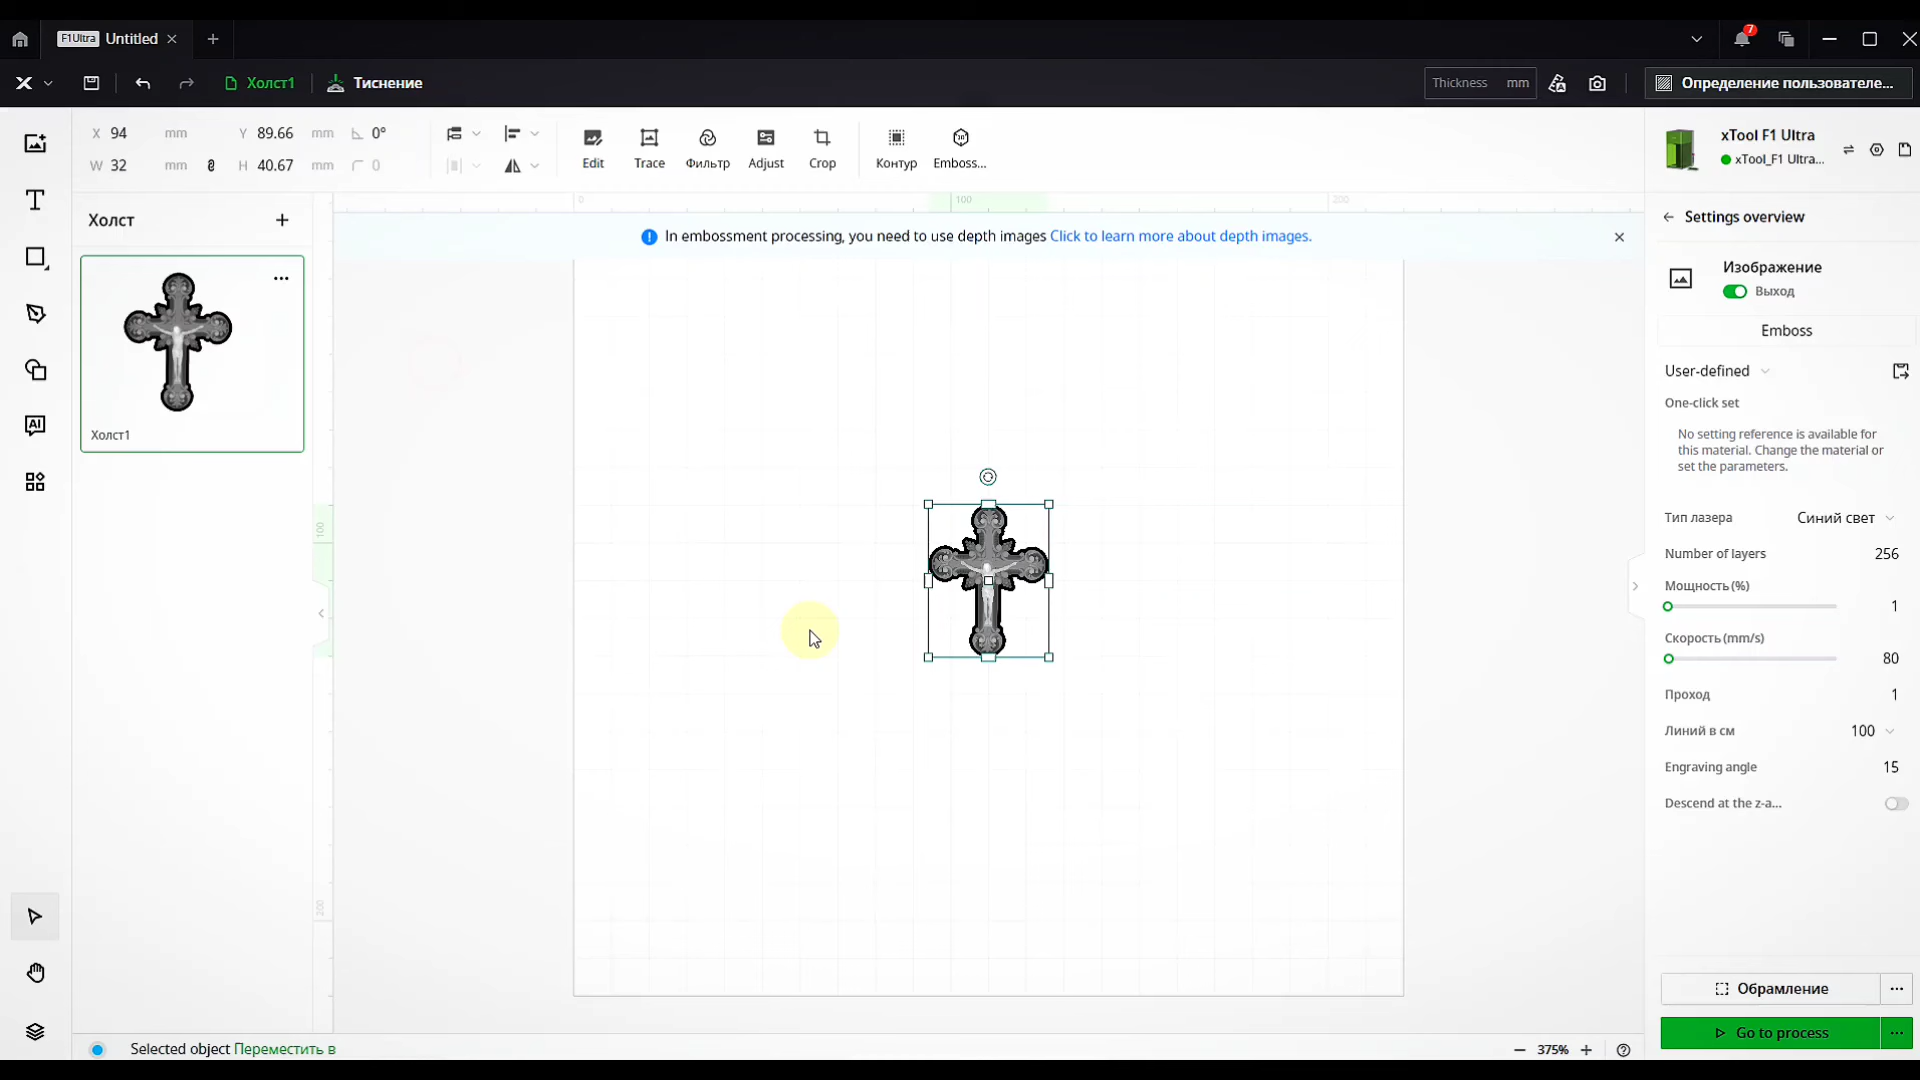 F1Ultra Untitled
7
Холст1
Тиснение
Thickness mm
Определение пользователе...
X 94 mm Y 89.66 mm 0°
W 32 mm H 40.67 mm 0
Edit
Trace
Фильтр
Adjust
Crop
Контур
Emboss...
xTool F1 Ultra
xTool_F1 Ultra...
Холст
Холст1
0
100
200
100
200
In embossment processing, you need to use depth images Click to learn more about depth images.
AI
Settings overview
Изображение
Выход
Emboss
User-defined
One-click set
No setting reference is available for
this material. Change the material or
set the parameters.
Тип лазера Синий свет
Number of layers 256
Мощность (%)
1
Скорость (mm/s)
80
Проход 1
Линий в см 100
Engraving angle 15
Descend at the z-a...
Обрамление
Go to process
Selected object Переместить в
375%